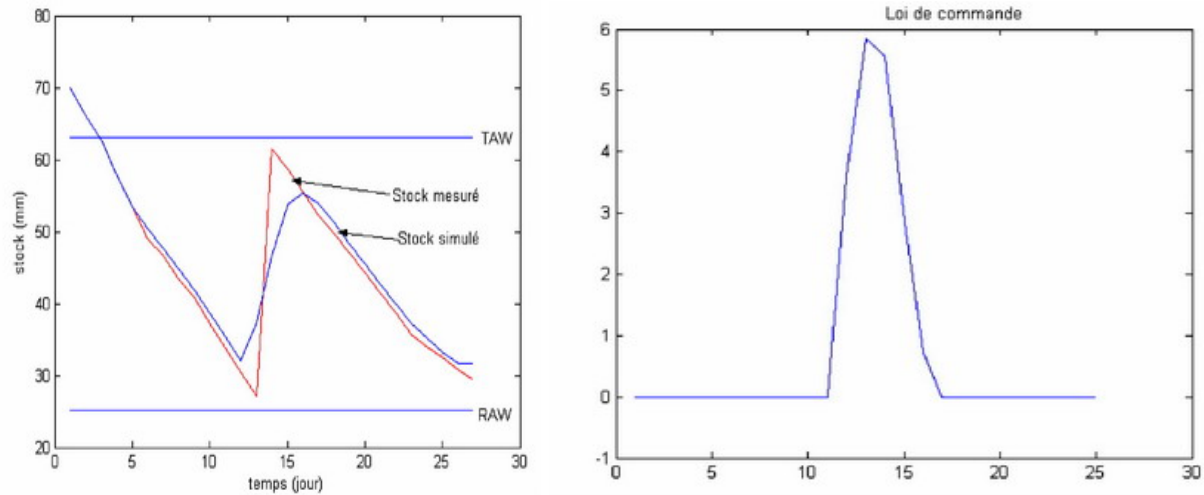 80
70
60
50
40
30
20
stock (mm)
TAW
Stock mesuré
Stock simulé
RAW
0 5 10 15 20 25 30
temps (jour)
Loi de commande
6
5
4
3
2
1
0
-1
0 5 10 15 20 25 30